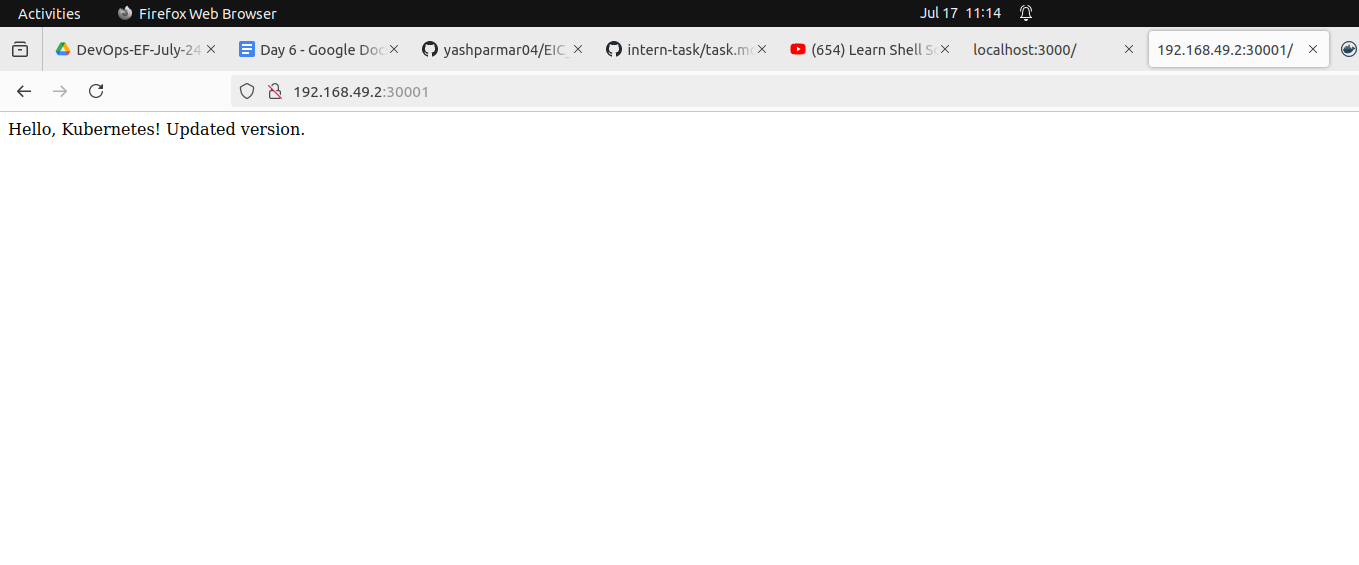 Activities Firefox Web Browser Jul 17 11:14
DevOps-EF-July-24 Day 6 - Google Doc yashparmar04/EIC_ intern-task/task.mc (654) Learn Shell S localhost:3000/ 192.168.49.2:30001/
192.168.49.2:30001
Hello, Kubernetes! Updated version.